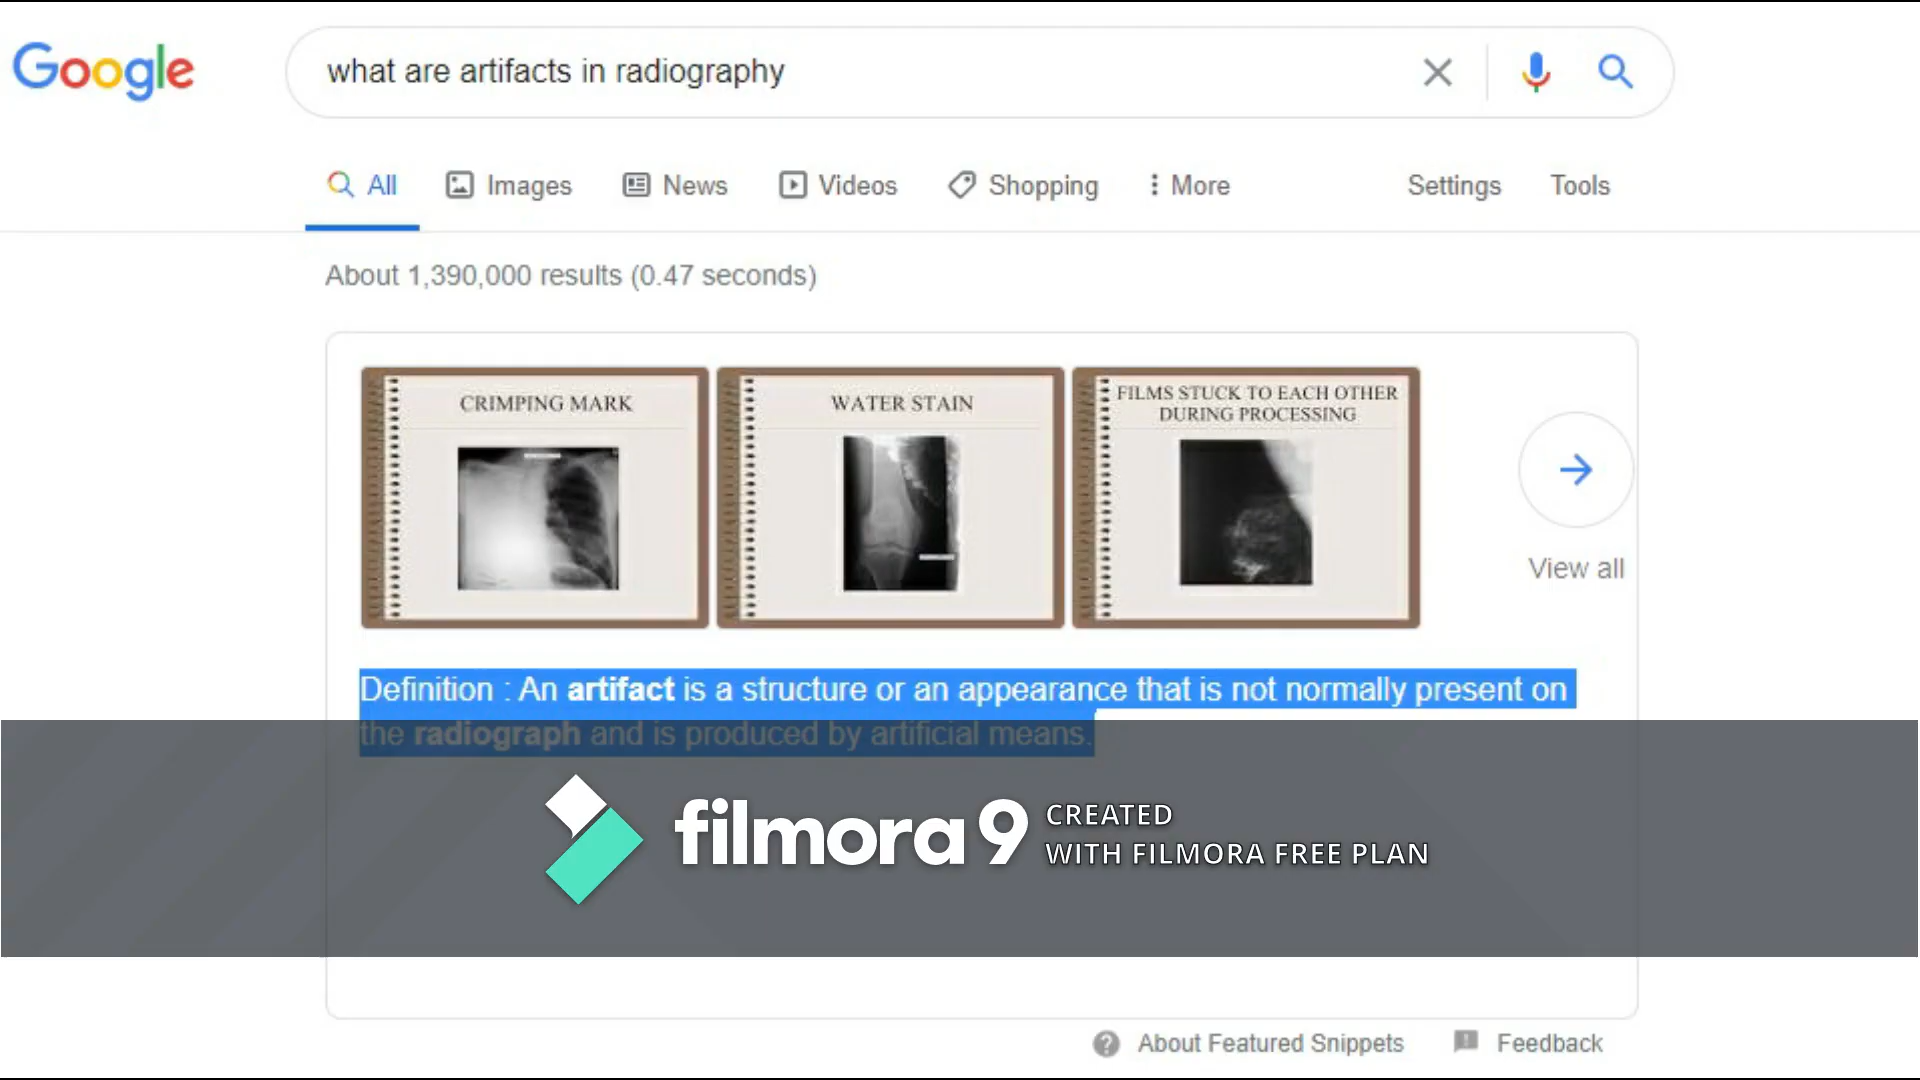 Google
what are artifacts in radiography
All Images News Videos Shopping More Settings Tools
About 1,390,000 results (0.47 seconds)
CRIMPING MARK
WATER STAIN
FILMS STUCK TO EACH OTHER
DURING PROCESSING
View all
Definition : An artifact is a structure or an appearance that is not normally present on
the radiograph and is produced by artificial means.
filmora 9
CREATED
WITH FILMORA FREE PLAN
About Featured Snippets Feedback